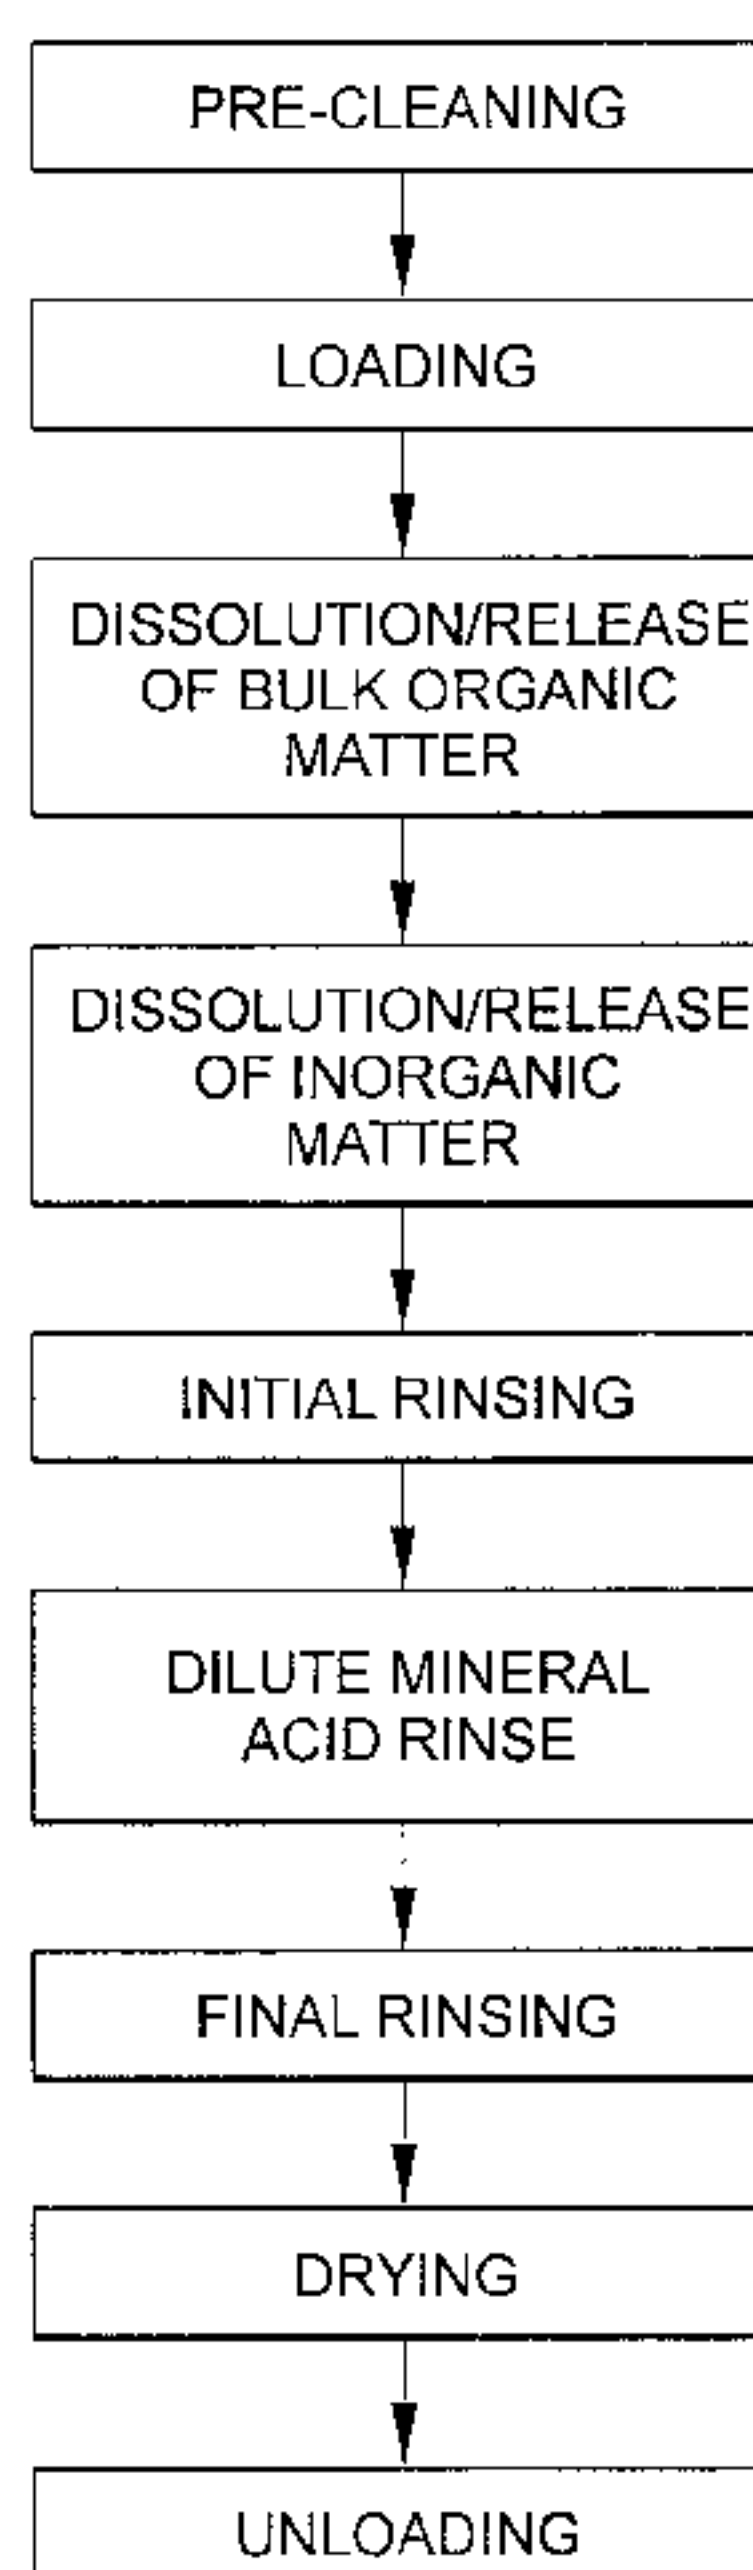 PRE-CLEANING
LOADING
DISSOLUTION/RELEASE
OF BULK ORGANIC
MATTER
DISSOLUTION/RELEASE
OF INORGANIC
MATTER
INITIAL RINSING
DILUTE MINERAL
ACID RINSE
FINAL RINSING
DRYING
UNLOADING